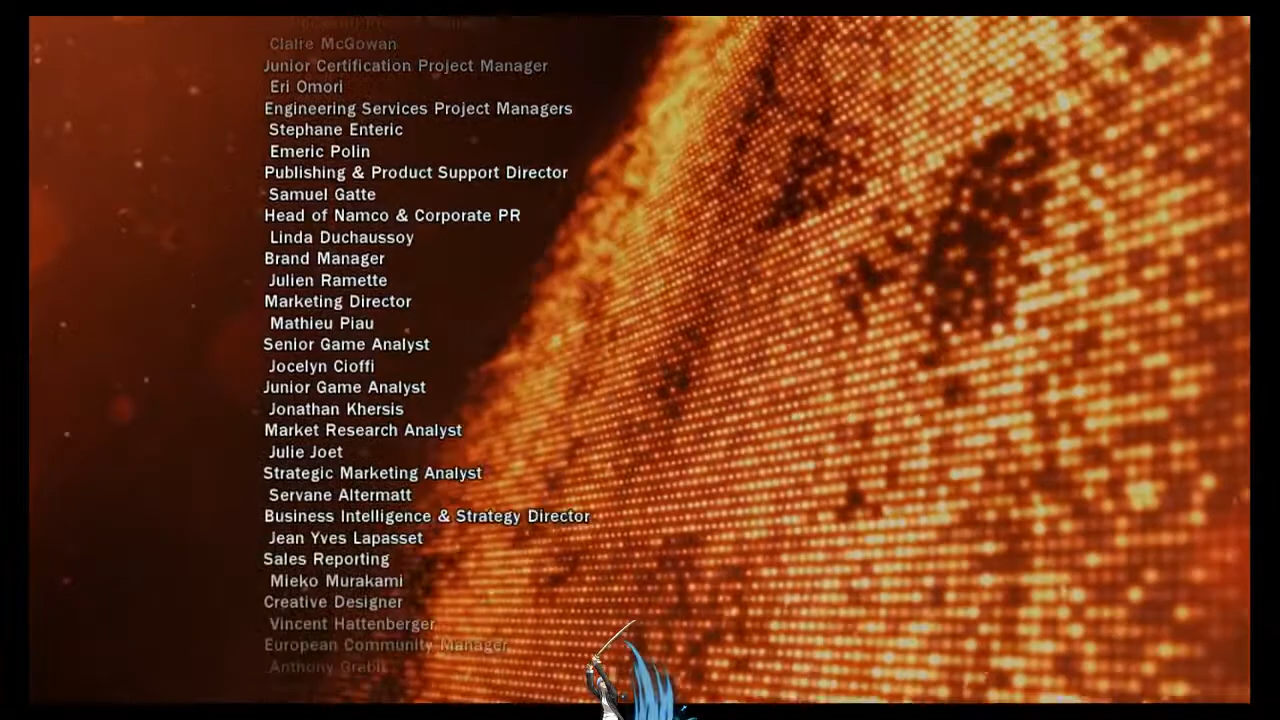 Claire McGowan
Junior Certification Project Manager
Eri Omori
Engineering Services Project Managers
Stephane Enteric
Emeric Polin
Publishing & Product Support Director
Samuel Gatte
Head of Namco & Corporate PR
Linda Duchaussoy
Brand Manager
Julien Ramette
Marketing Director
Mathieu Piau
Senior Game Analyst
Jocelyn Cioffi
Junior Game Analyst
Jonathan Khersis
Market Research Analyst
Julie Joet
Strategic Marketing Analyst
Servane Altermatt
Business Intelligence & Strategy Director
Jean Yves Lapasset
Sales Reporting
Mieko Murakami
Creative Designer
Vincent Hattenberger
European Community Manager
Anthony